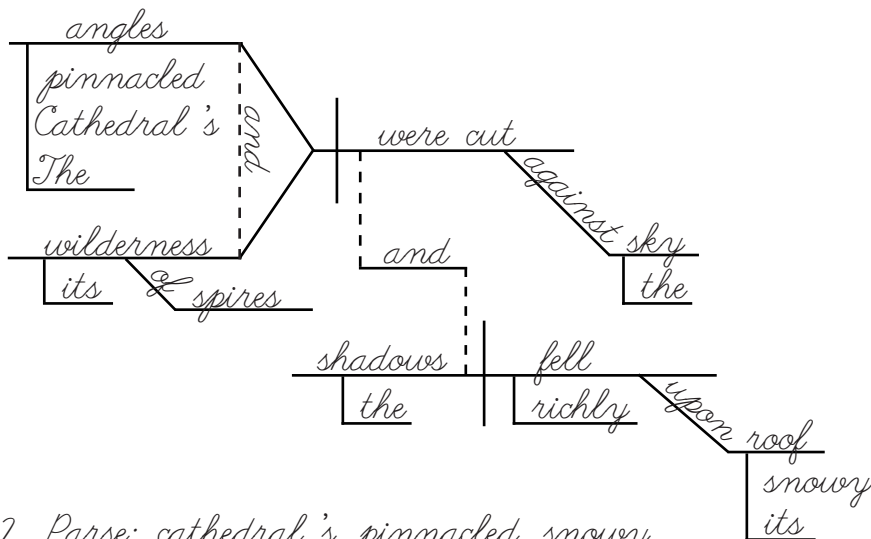 angles
pinnacled
Cathedral's
The
and
were cut
against
sky
the
wilderness
its
of
spires
and
shadows
the
fell
richly
upon
roof
snowy
its
2. Parse: cathedral's, pinnacled, snowy